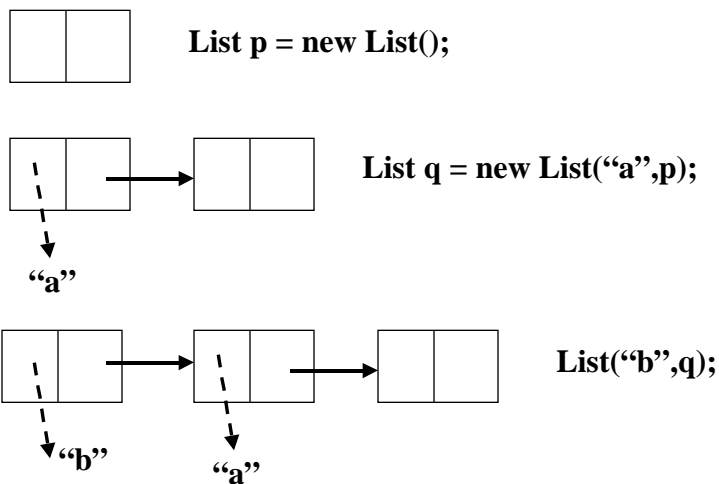 List p = new List();
List q = new List(“a”,p);
“a”
List(“b”,q);
“b”
“a”